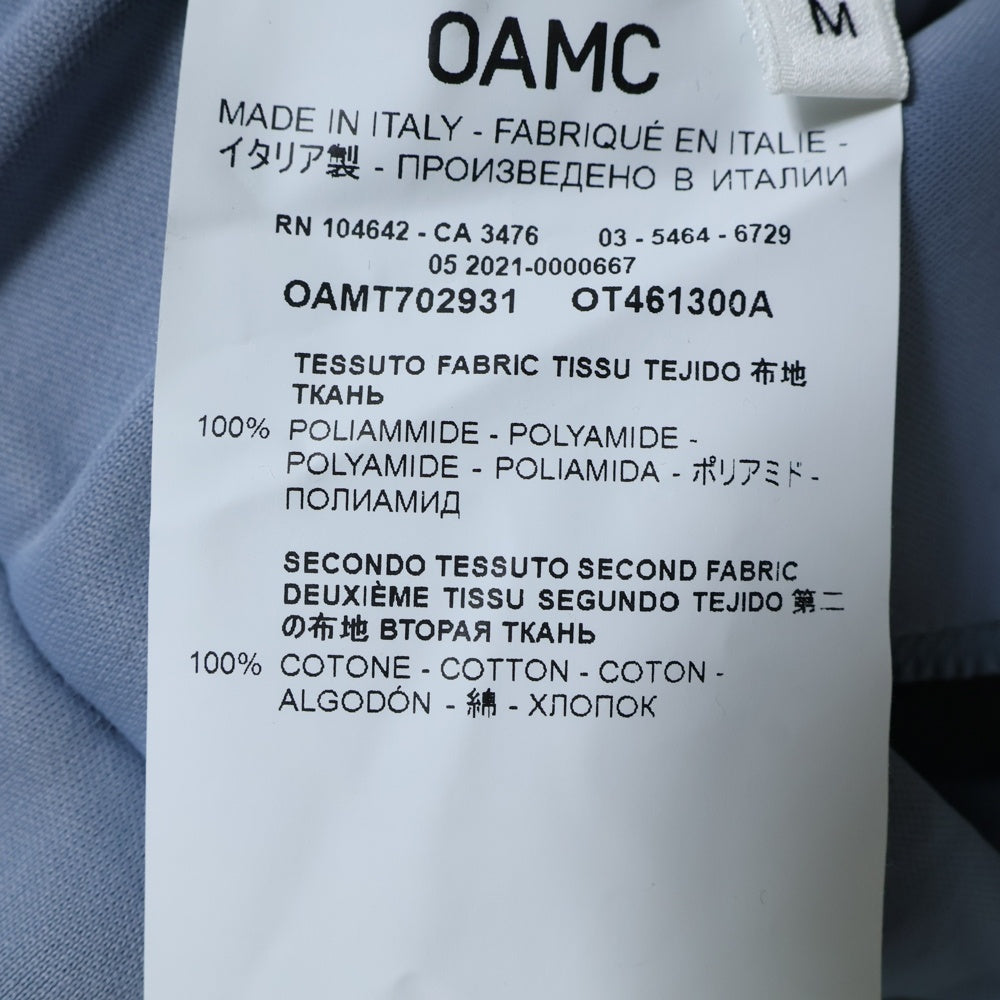 OAMC
M
MADE IN ITALY - FABRIQUÉ EN ITALIE -
イタリア製 - ПРОИЗВЕДЕНО В ИТАЛИИ
RN 104642 - CA 3476 03 - 5464 - 6729
05 2021-0000667
OAMT702931 OT461300A
TESSUTO FABRIC TISSU TEJIDO 布地
ТКАНЬ
100% POLIAMMIDE - POLYAMIDE -
POLYAMIDE - POLIAMIDA - ポリアミド -
ПОЛИАМИД
SECONDO TESSUTO SECOND FABRIC
DEUXIÈME TISSU SEGUNDO TEJIDO 第二
の布地 ВТОРАЯ ТКАНЬ
100% COTONE - COTTON - COTON -
ALGODÓN - 綿 - ХЛОПОК